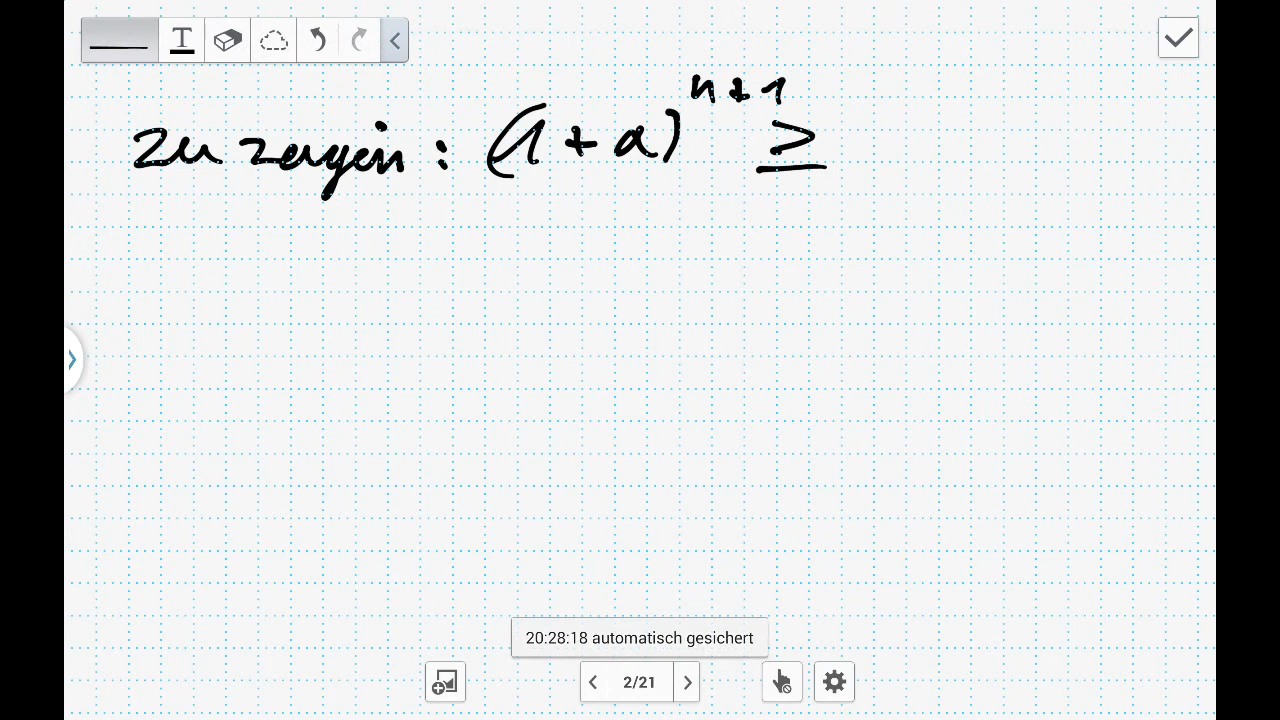 T
zu zeigen: (1 + a)^{n+1} ≥
20:28:18 automatisch gesichert
2/21